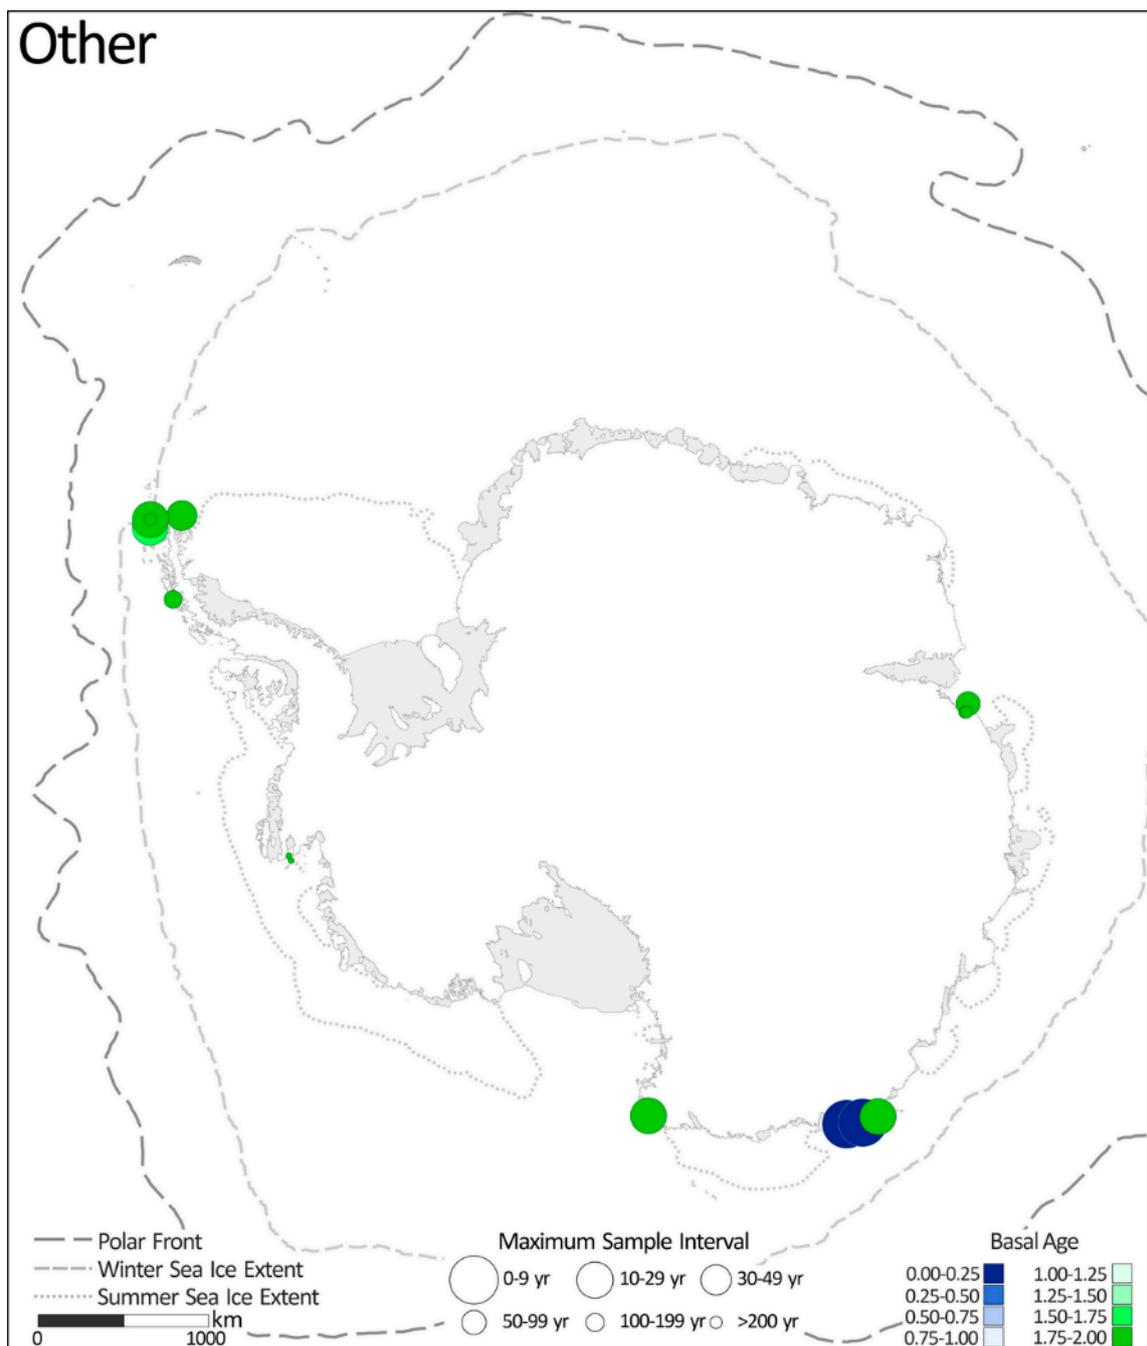 Other
Polar Front
Winter Sea Ice Extent
Summer Sea Ice Extent
km
0 1000
Maximum Sample Interval
0-9 yr 10-29 yr 30-49 yr
50-99 yr 100-199 yr >200 yr
Basal Age
0.00-0.25 1.00-1.25
0.25-0.50 1.25-1.50
0.50-0.75 1.50-1.75
0.75-1.00 1.75-2.00